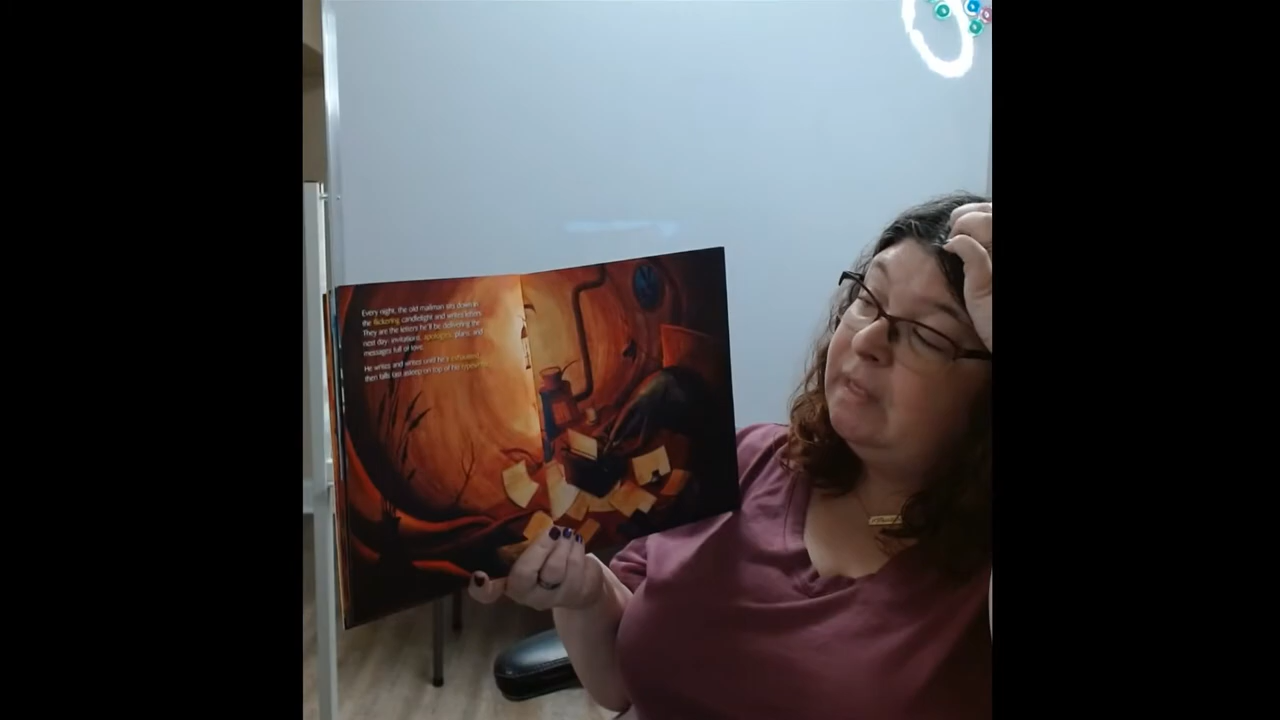 Every night, the old mailman sits down in
the flickering candlelight and writes letters.
They are the letters he'll be delivering the
next day: invitations, apologies, plans, and
messages full of love.
He writes and writes until he's exhausted,
then falls fast asleep on top of his typewriter.